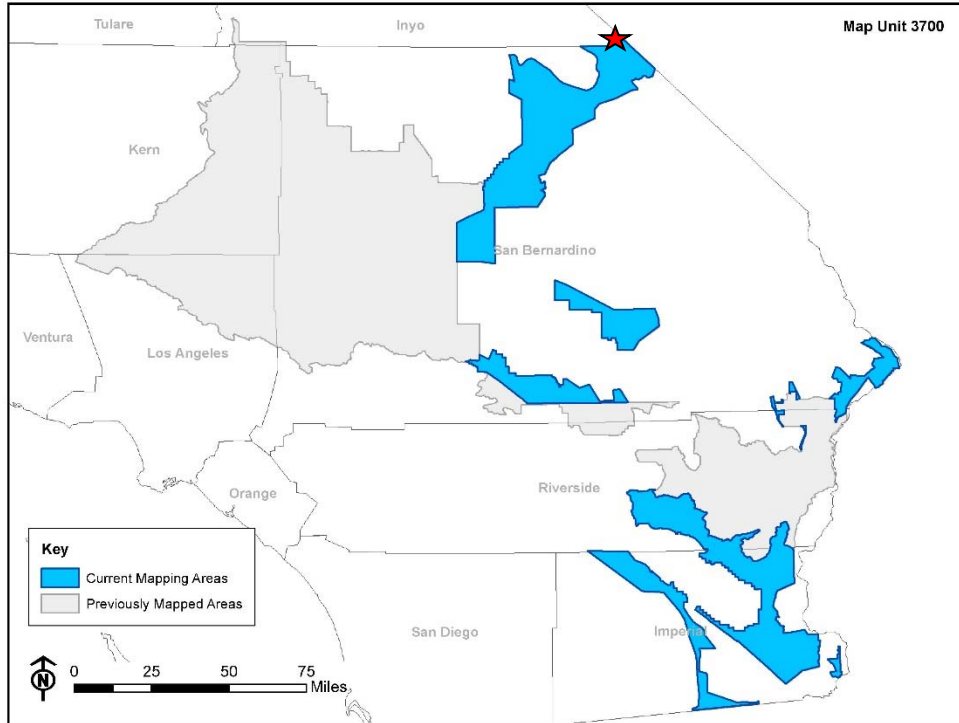 Tulare
Inyo
Map Unit 3700
Kern
San Bernardino
Ventura
Los Angeles
Orange
Riverside
Key
Current Mapping Areas
Previously Mapped Areas
San Diego
Imperial
N
0 25 50 75
Miles